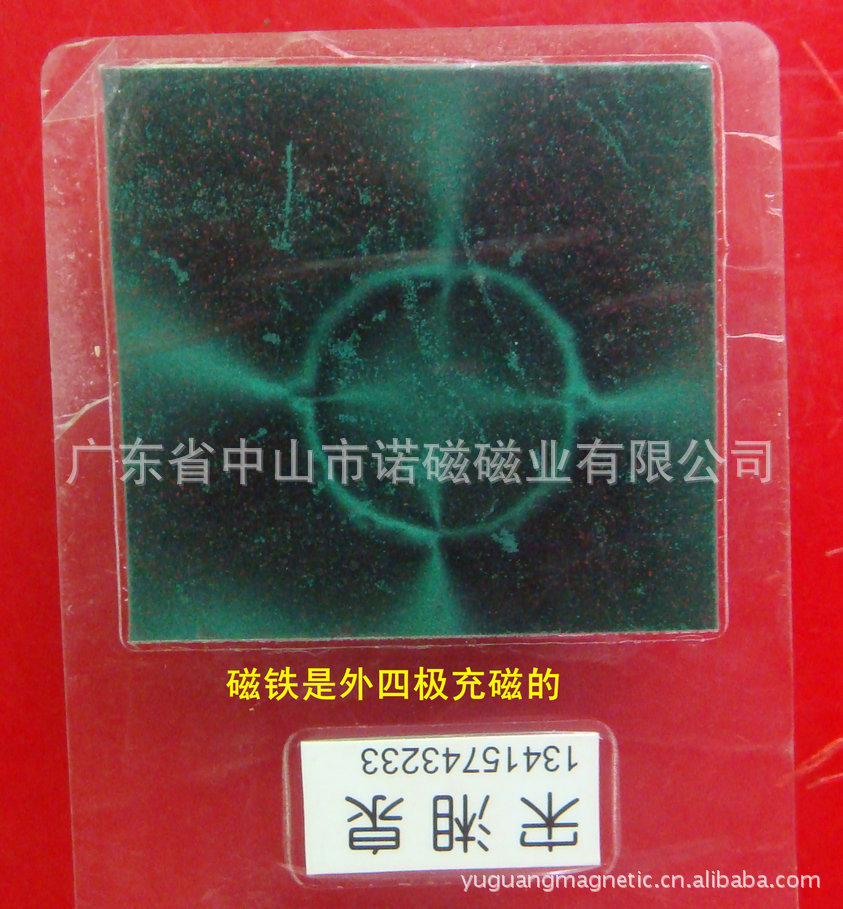 广东省中山市诺磁磁业有限公司
磁铁是外四极充磁的
宋湘泉
13415743233
yuguangmagnetic.cn.alibaba.com